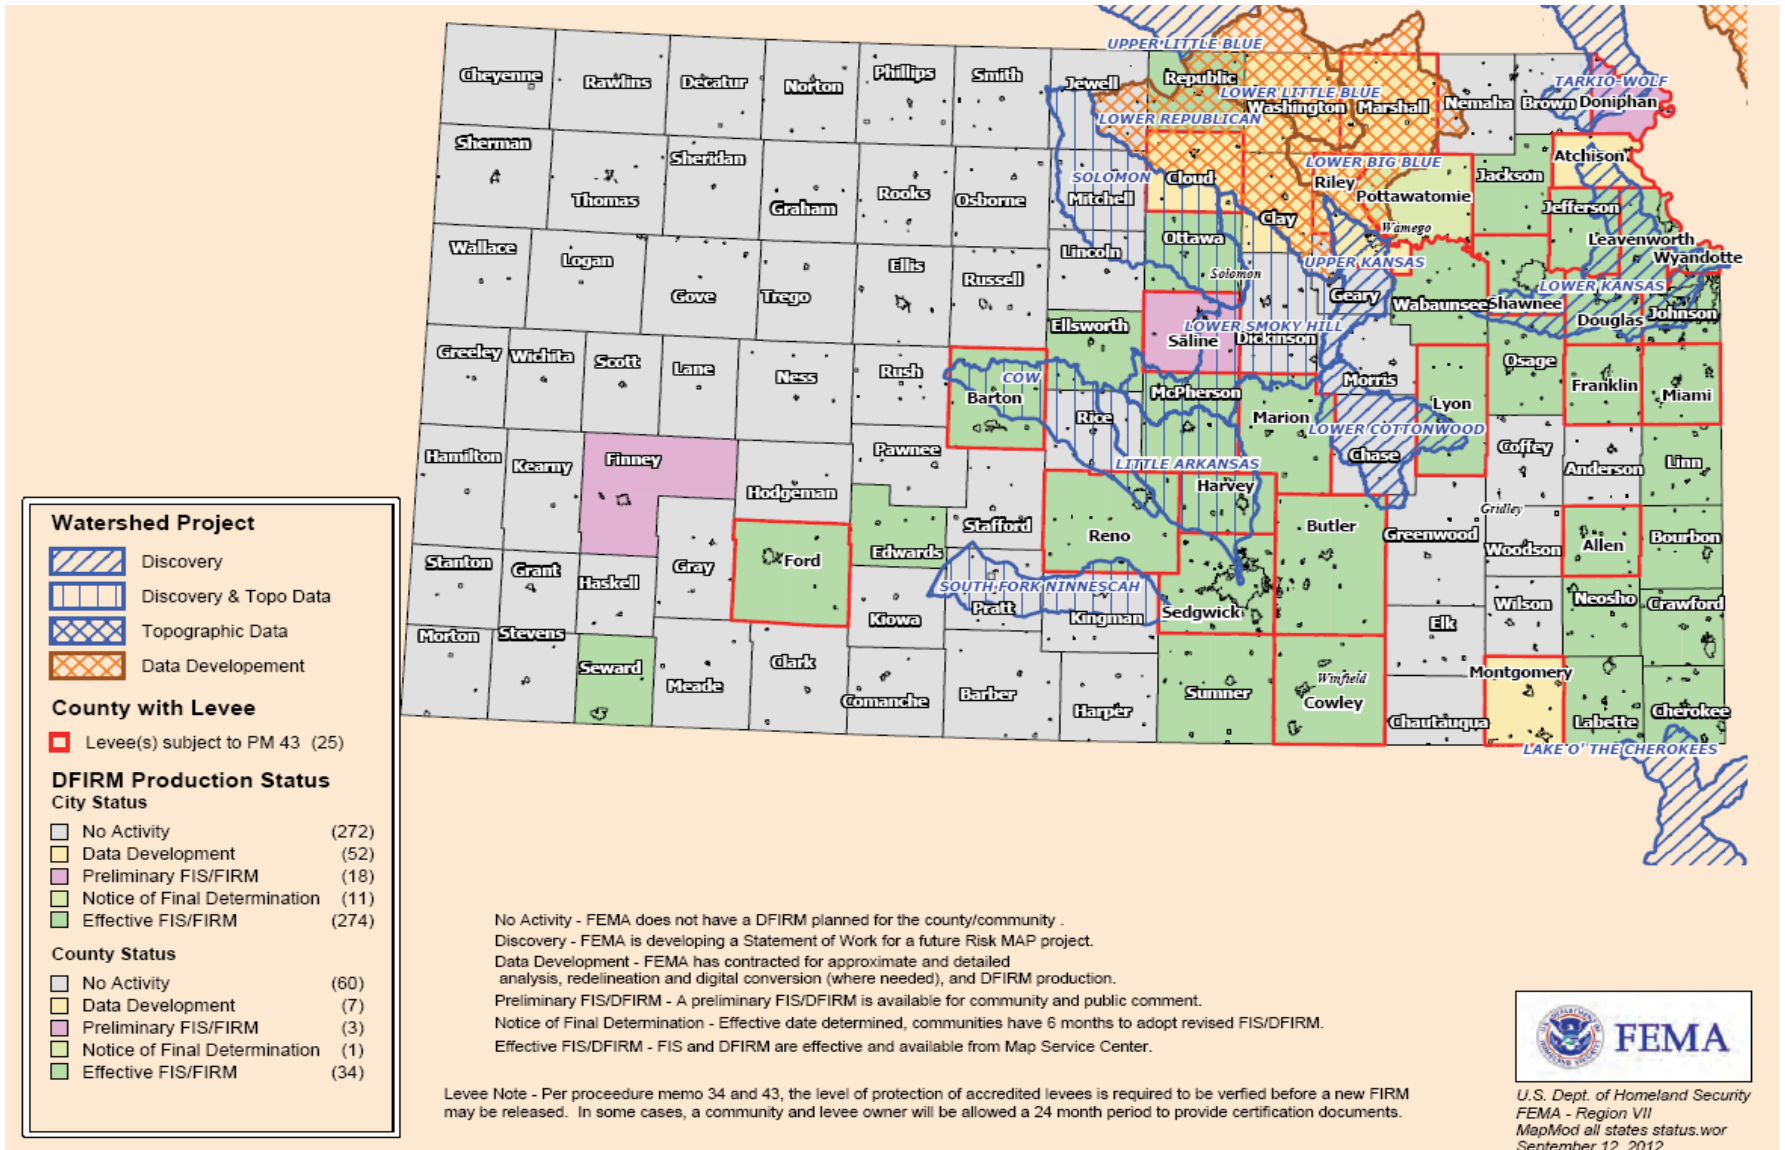 UPPER LITTLE BLUE
Cheyenne
Rawlins
Decatur
Norton
Phillips
Smith
Jewell
Republic
LOWER LITTLE BLUE
Washington
Marshall
Nemaha
Brown
TARKIO-WOLF
Doniphan
LOWER REPUBLICAN
Sherman
Thomas
Sheridan
Graham
Rooks
Osborne
SOLOMON
Mitchell
Cloud
Clay
LOWER BIG BLUE
Riley
Pottawatomie
Wamego
Jackson
Atchison
Jefferson
Leavenworth
Wyandotte
Wallace
Logan
Gove
Trego
Ellis
Russell
Lincoln
Ottawa
Solomon
UPPER KANSAS
Geary
Wabaunsee
Shawnee
LOWER KANSAS
Douglas
Johnson
Ellsworth
LOWER SMOKY HILL
Saline
Dickinson
Greeley
Wichita
Scott
Lane
Ness
Rush
COW
Barton
Rice
McPherson
Marion
Morris
Lyon
Osage
Franklin
Miami
LOWER COTTONWOOD
Chase
Coffey
Anderson
Linn
Hamilton
Kearny
Finney
Hodgeman
Pawnee
LITTLE ARKANSAS
Harvey
Stafford
Reno
Butler
Gridley
Greenwood
Woodson
Allen
Bourbon
Stanton
Grant
Haskell
Gray
Ford
Edwards
SOUTH FORK NINNESCAH
Pratt
Kingman
Kiowa
Sedgwick
Elk
Wilson
Neosho
Crawford
Morton
Stevens
Seward
Meade
Clark
Comanche
Barber
Harper
Sumner
Winfield
Cowley
Chautauqua
Montgomery
Labette
Cherokee
LAKE O' THE CHEROKEES
Watershed Project
Discovery
Discovery & Topo Data
Topographic Data
Data Developement
County with Levee
Levee(s) subject to PM 43 (25)
DFIRM Production Status
City Status
No Activity (272)
Data Development (52)
Preliminary FIS/FIRM (18)
Notice of Final Determination (11)
Effective FIS/FIRM (274)
County Status
No Activity (60)
Data Development (7)
Preliminary FIS/FIRM (3)
Notice of Final Determination (1)
Effective FIS/FIRM (34)
No Activity - FEMA does not have a DFIRM planned for the county/community .
Discovery - FEMA is developing a Statement of Work for a future Risk MAP project.
Data Development - FEMA has contracted for approximate and detailed
analysis, redelineation and digital conversion (where needed), and DFIRM production.
Preliminary FIS/DFIRM - A preliminary FIS/DFIRM is available for community and public comment.
Notice of Final Determination - Effective date determined, communities have 6 months to adopt revised FIS/DFIRM.
Effective FIS/DFIRM - FIS and DFIRM are effective and available from Map Service Center.
Levee Note - Per proceedure memo 34 and 43, the level of protection of accredited levees is required to be verfied before a new FIRM
may be released. In some cases, a community and levee owner will be allowed a 24 month period to provide certification documents.
FEMA
U.S. Dept. of Homeland Security
FEMA - Region VII
MapMod all states status.wor
September 12, 2012